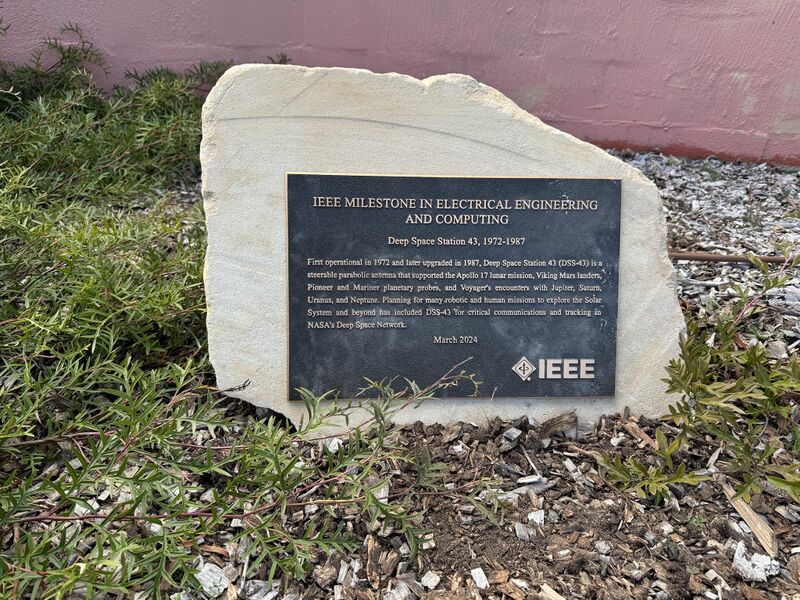 IEEE MILESTONE IN ELECTRICAL ENGINEERING
AND COMPUTING
Deep Space Station 43, 1972-1987
First operational in 1972 and later upgraded in 1987, Deep Space Station 43 (DSS-43) is a
steerable parabolic antenna that supported the Apollo 17 lunar mission, Viking Mars landers,
Pioneer and Mariner planetary probes, and Voyager's encounters with Jupiter, Saturn,
Uranus, and Neptune. Planning for many robotic and human missions to explore the Solar
System and beyond has included DSS-43 for critical communications and tracking in
NASA's Deep Space Network.
March 2024
IEEE